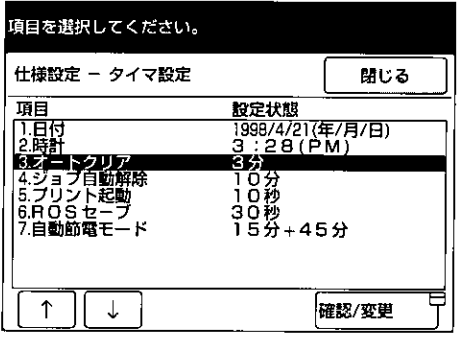 項目を選択してください。
仕様設定 − タイマ設定 閉じる
項目 設定状態
1.日付 1998/4/21(年/月/日)
2.時計 3:28(PM)
3.オートクリア 3分
4.ジョブ自動解除 10分
5.プリント起動 10秒
6.ROSセーブ 30秒
7.自動節電モード 15分+45分
↑ ↓ 確認/変更